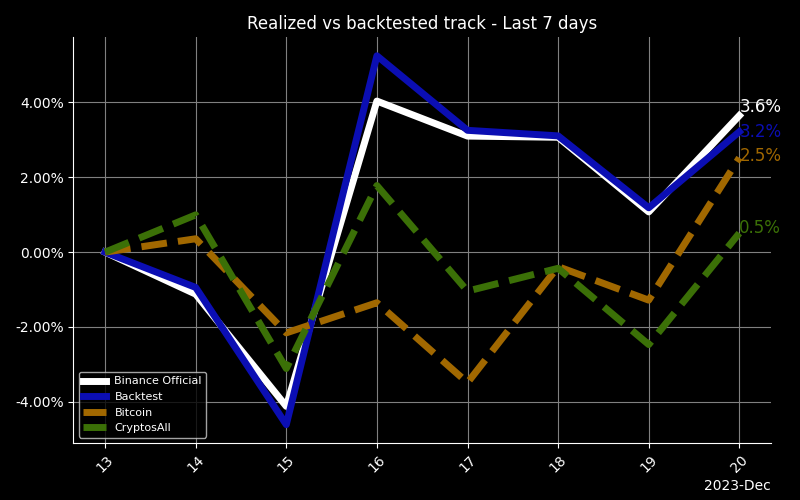 Realized vs backtested track - Last 7 days
4.00%
2.00%
0.00%
-2.00%
-4.00%
3.6%
3.2%
2.5%
0.5%
Binance Official
Backtest
Bitcoin
CryptosAll
13 14 15 16 17 18 19 20
2023-Dec